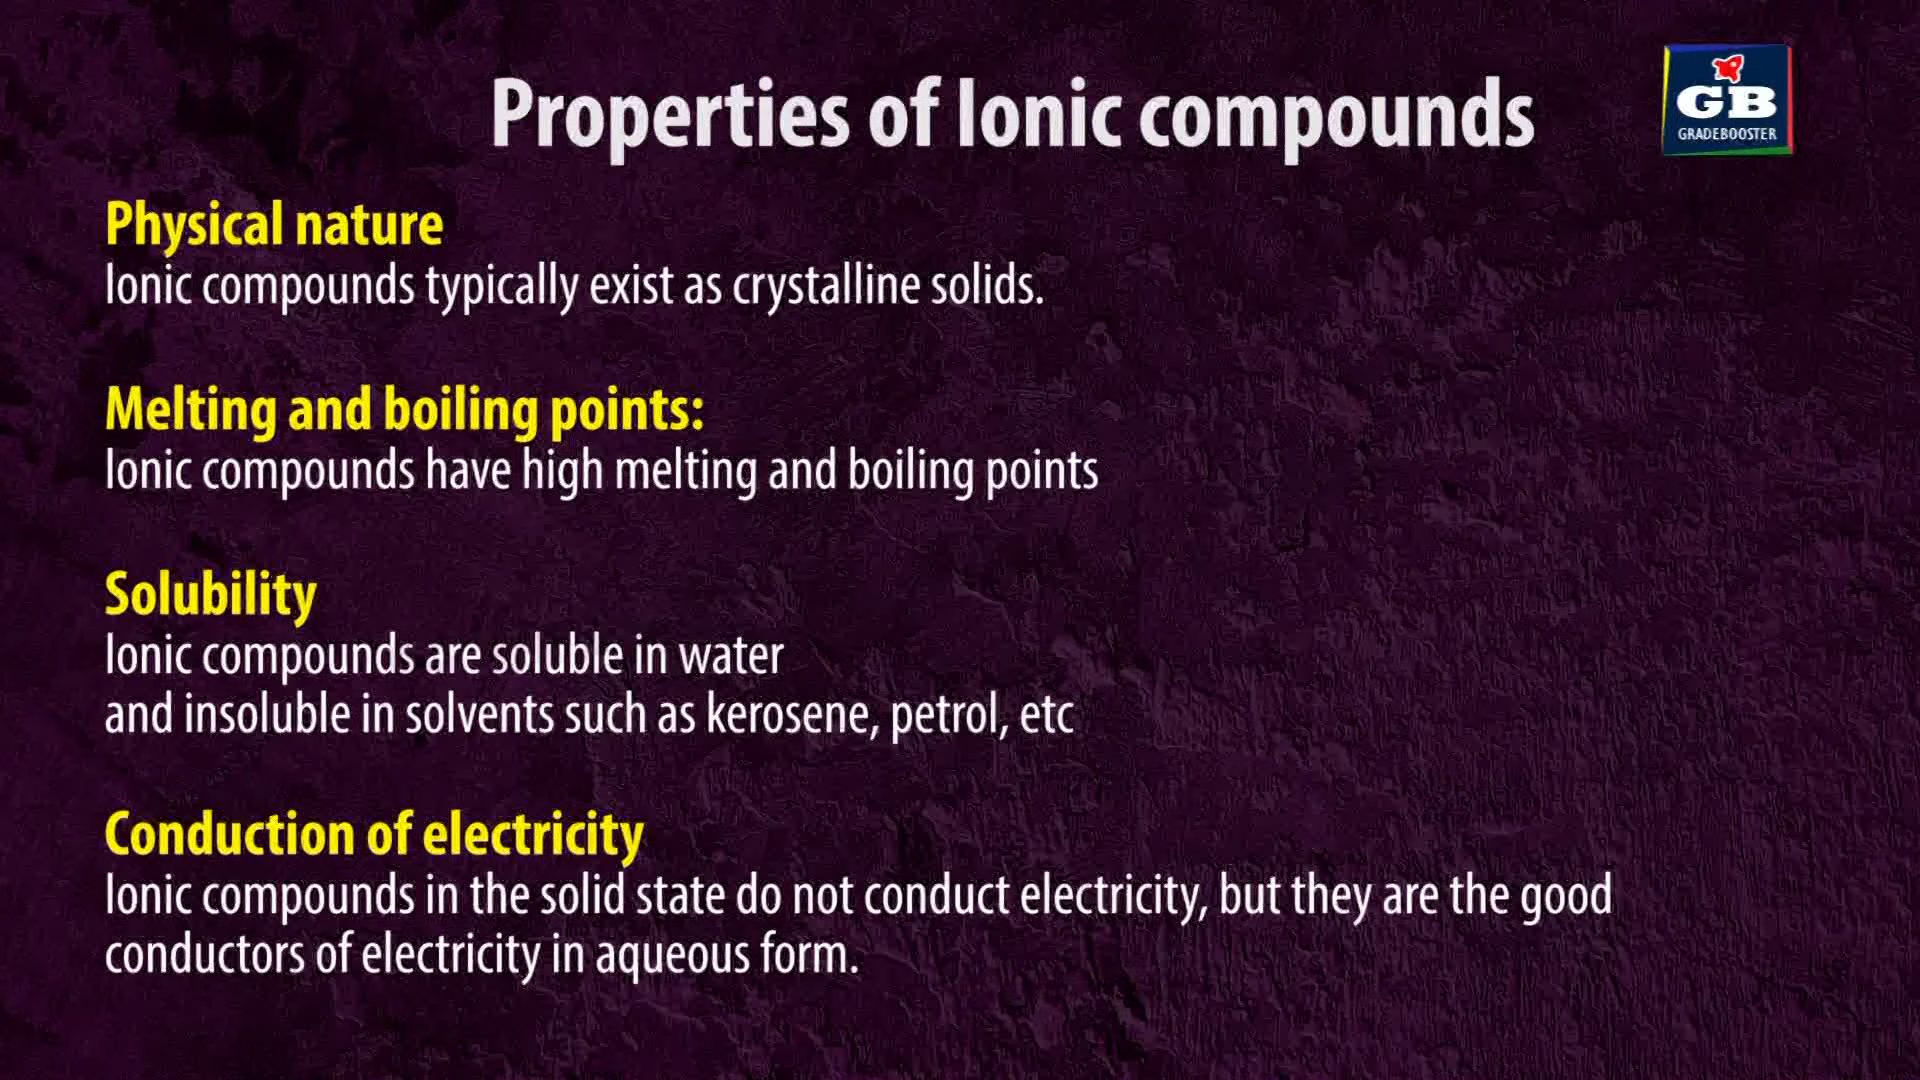 Properties of Ionic compounds
GB
GRADEBOOSTER
Physical nature
Ionic compounds typically exist as crystalline solids.
Melting and boiling points:
Ionic compounds have high melting and boiling points
Solubility
Ionic compounds are soluble in water
and insoluble in solvents such as kerosene, petrol, etc
Conduction of electricity
Ionic compounds in the solid state do not conduct electricity, but they are the good
conductors of electricity in aqueous form.